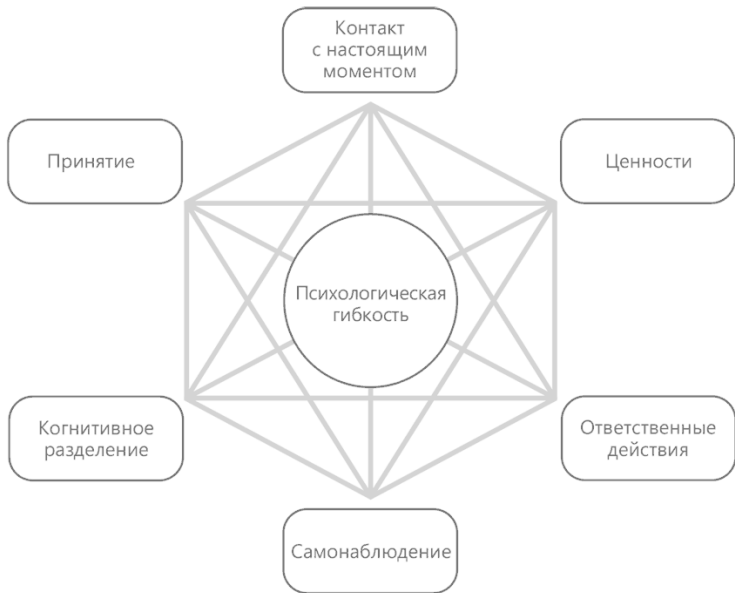 Контакт
с настоящим
моментом
Принятие
Ценности
Психологическая
гибкость
Когнитивное
разделение
Ответственные
действия
Самонаблюдение